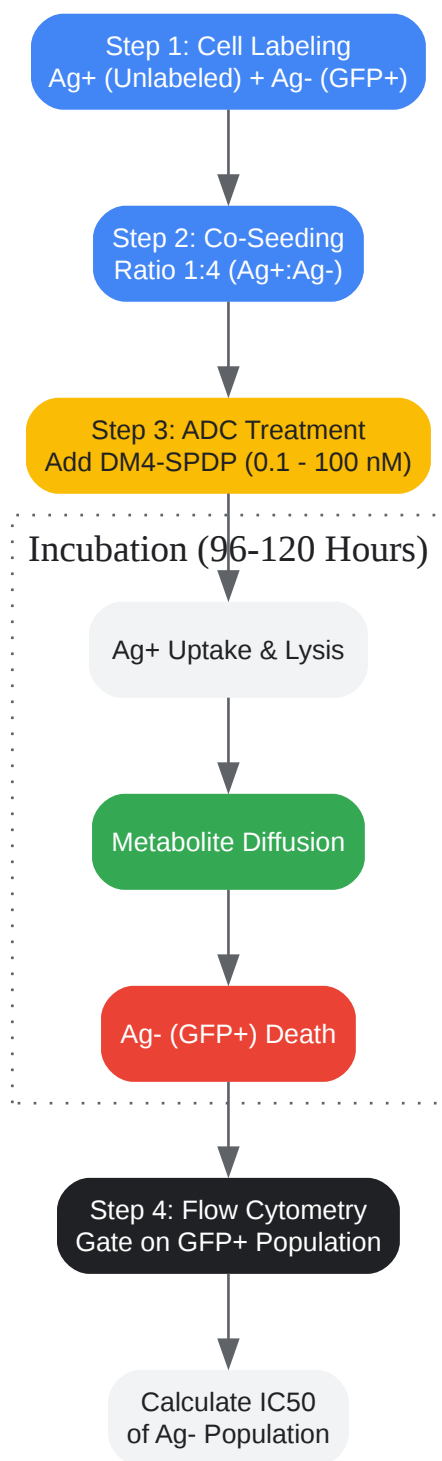 Step 1: Cell Labeling
Ag+ (Unlabeled) + Ag- (GFP+)
Step 2: Co-Seeding
Ratio 1:4 (Ag+:Ag-)
Step 3: ADC Treatment
Add DM4-SPDP (0.1 - 100 nM)
Incubation (96-120 Hours)
Ag+ Uptake & Lysis
Metabolite Diffusion
Ag- (GFP+) Death
Step 4: Flow Cytometry
Gate on GFP+ Population
Calculate IC50
of Ag- Population